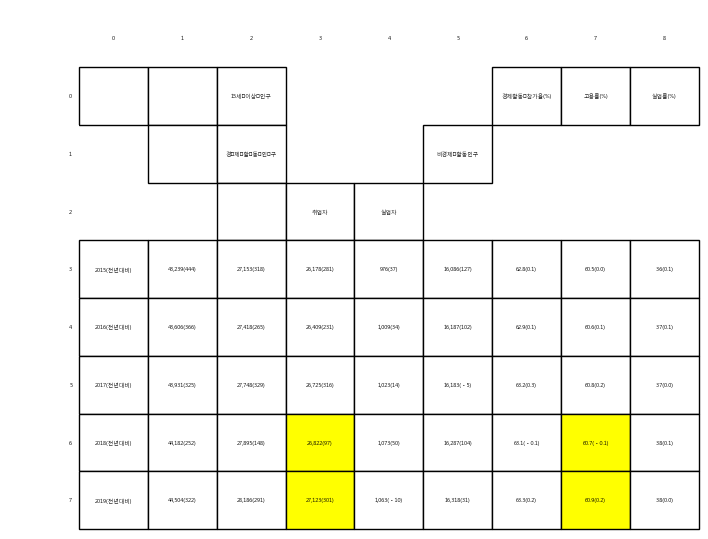 0 1 2 3 4 5 6 7 8
0 15세□이상□인구 경제활동□참가율(%) 고용률(%) 실업률(%)
1 경□제□활□동□인□구 비경제□활동인구
2 취업자 실업자
3 2015(전년대비) 43,239(444) 27,153(318) 26,178(281) 976(37) 16,086(127) 62.8(0.1) 60.5(0.0) 3.6(0.1)
4 2016(전년대비) 43,606(366) 27,418(265) 26,409(231) 1,009(34) 16,187(102) 62.9(0.1) 60.6(0.1) 3.7(0.1)
5 2017(전년대비) 43,931(325) 27,748(329) 26,725(316) 1,023(14) 16,183(-5) 63.2(0.3) 60.8(0.2) 3.7(0.0)
6 2018(전년대비) 44,182(252) 27,895(148) 26,822(97) 1,073(50) 16,287(104) 63.1(-0.1) 60.7(-0.1) 3.8(0.1)
7 2019(전년대비) 44,504(322) 28,186(291) 27,123(301) 1,063(-10) 16,318(31) 63.3(0.2) 60.9(0.2) 3.8(0.0)